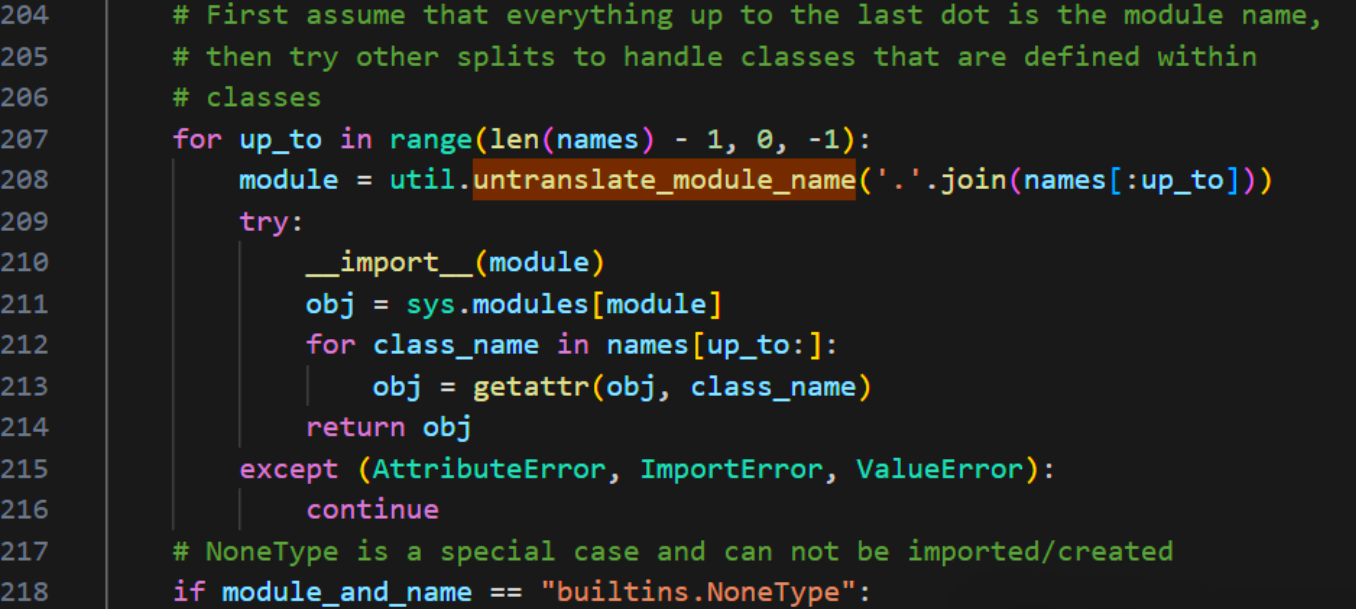 204 # First assume that everything up to the last dot is the module name,
205 # then try other splits to handle classes that are defined within
206 # classes
207 for up_to in range(len(names) - 1, 0, -1):
208 module = util.untranslate_module_name('.'.join(names[:up_to]))
209 try:
210 __import__(module)
211 obj = sys.modules[module]
212 for class_name in names[up_to:]:
213 obj = getattr(obj, class_name)
214 return obj
215 except (AttributeError, ImportError, ValueError):
216 continue
217 # NoneType is a special case and can not be imported/created
218 if module_and_name == "builtins.NoneType":